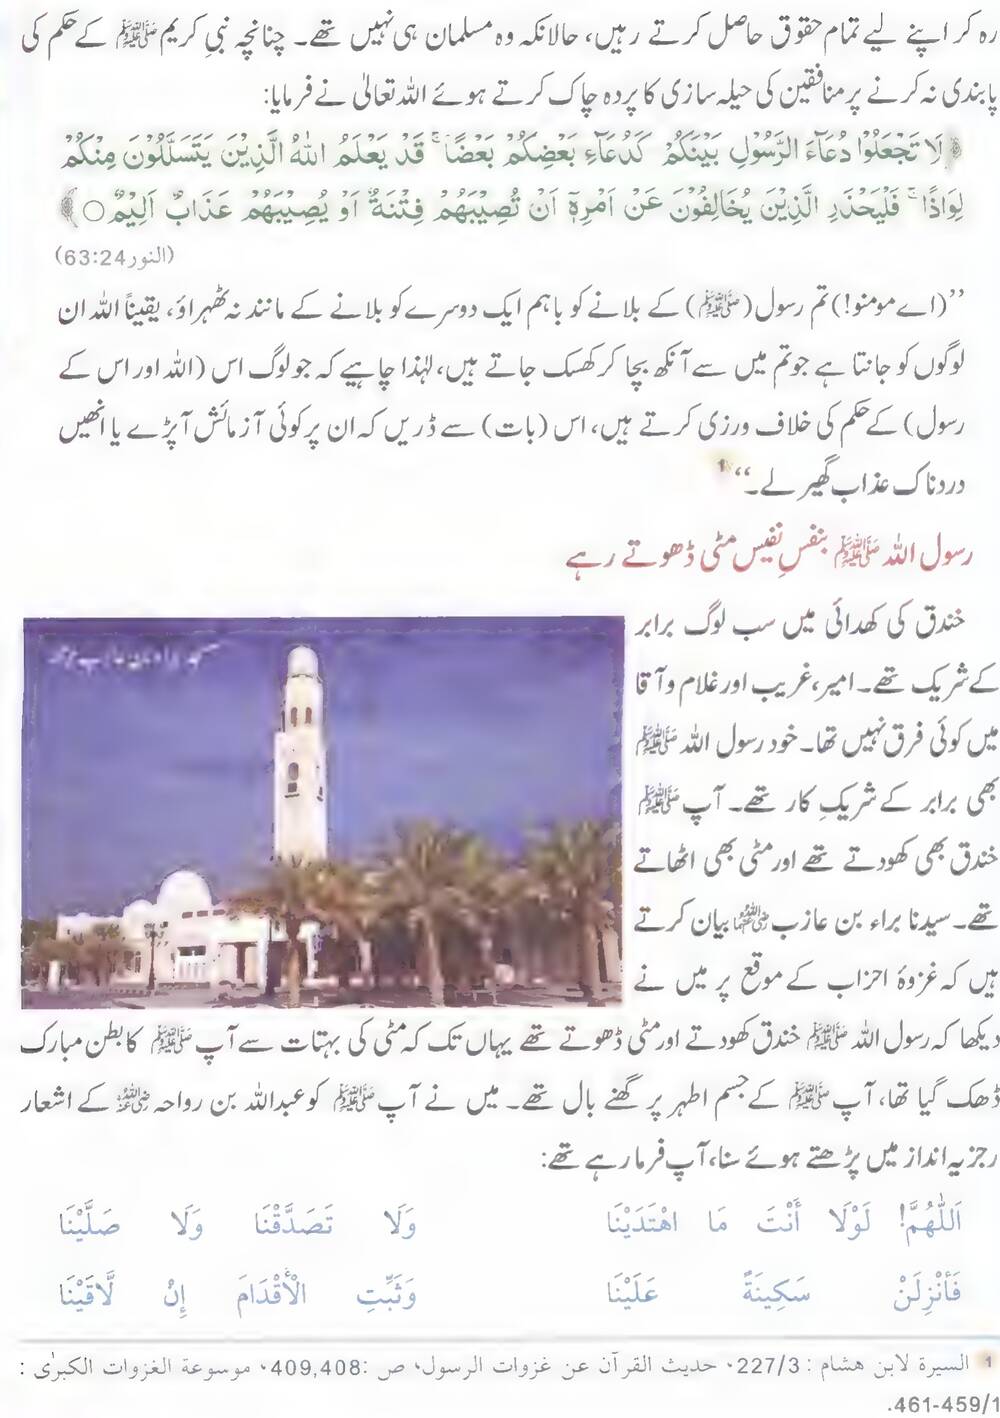 رہ کر اپنے لیے تمام حقوق حاصل کرتے رہیں، حالانکہ وہ مسلمان ہی نہیں تھے۔ چنانچہ نبی کریم ﷺ کے حکم کی
پابندی نہ کرنے پر منافقین کی حیلہ سازی کا پردہ چاک کرتے ہوئے اللہ تعالیٰ نے فرمایا:
﴿لَا تَجْعَلُوْا دُعَآءَ الرَّسُوْلِ بَيْنَكُمْ كَدُعَآءِ بَعْضِكُمْ بَعْضًا ۚ قَدْ يَعْلَمُ اللّٰهُ الَّذِيْنَ يَتَسَلَّلُوْنَ مِنْكُمْ
لِوَاذًا ۚ فَلْيَحْذَرِ الَّذِيْنَ يُخَالِفُوْنَ عَنْ اَمْرِهٖٓ اَنْ تُصِيْبَهُمْ فِتْنَةٌ اَوْ يُصِيْبَهُمْ عَذَابٌ اَلِيْمٌ ○﴾
(النور63:24)
’’(اے مومنو!) تم رسول (ﷺ) کے بلانے کو باہم ایک دوسرے کو بلانے کے مانند نہ ٹھہراؤ، یقیناً اللہ ان
لوگوں کو جانتا ہے جو تم میں سے آنکھ بچا کر کھسک جاتے ہیں، لہٰذا چاہیے کہ جو لوگ اس (اللہ اور اس کے
رسول) کے حکم کی خلاف ورزی کرتے ہیں، اس (بات) سے ڈریں کہ ان پر کوئی آزمائش آ پڑے یا انھیں
دردناک عذاب گھیر لے۔‘‘ 1
رسول اللہ ﷺ بنفسِ نفیس مٹی ڈھوتے رہے
خندق کی کھدائی میں سب لوگ برابر
کے شریک تھے۔ امیر، غریب اور غلام و آقا
میں کوئی فرق نہیں تھا۔ خود رسول اللہ ﷺ
بھی برابر کے شریکِ کار تھے۔ آپ ﷺ
خندق بھی کھودتے تھے اور مٹی بھی اٹھاتے
تھے۔ سیدنا براء بن عازب رضی اللہ عنہما بیان کرتے
ہیں کہ غزوۂ احزاب کے موقع پر میں نے
دیکھا کہ رسول اللہ ﷺ خندق کھودتے اور مٹی ڈھوتے تھے یہاں تک کہ مٹی کی بہتات سے آپ ﷺ کا بطن مبارک
ڈھک گیا تھا، آپ ﷺ کے جسم اطہر پر گھنے بال تھے۔ میں نے آپ ﷺ کو عبداللہ بن رواحہ رضی اللہ عنہ کے اشعار
رجزیہ انداز میں پڑھتے ہوئے سنا، آپ فرما رہے تھے:
اَللّٰهُمَّ! لَوْلَا أَنْتَ مَا اهْتَدَيْنَا وَلَا تَصَدَّقْنَا وَلَا صَلَّيْنَا
فَأَنْزِلَنْ سَكِينَةً عَلَيْنَا وَثَبِّتِ الْأَقْدَامَ إِنْ لَّاقَيْنَا
1 السيرة لابن هشام : 227/3، حديث القرآن عن غزوات الرسول، ص :409,408، موسوعة الغزوات الكبرٰى :
461-459/1.